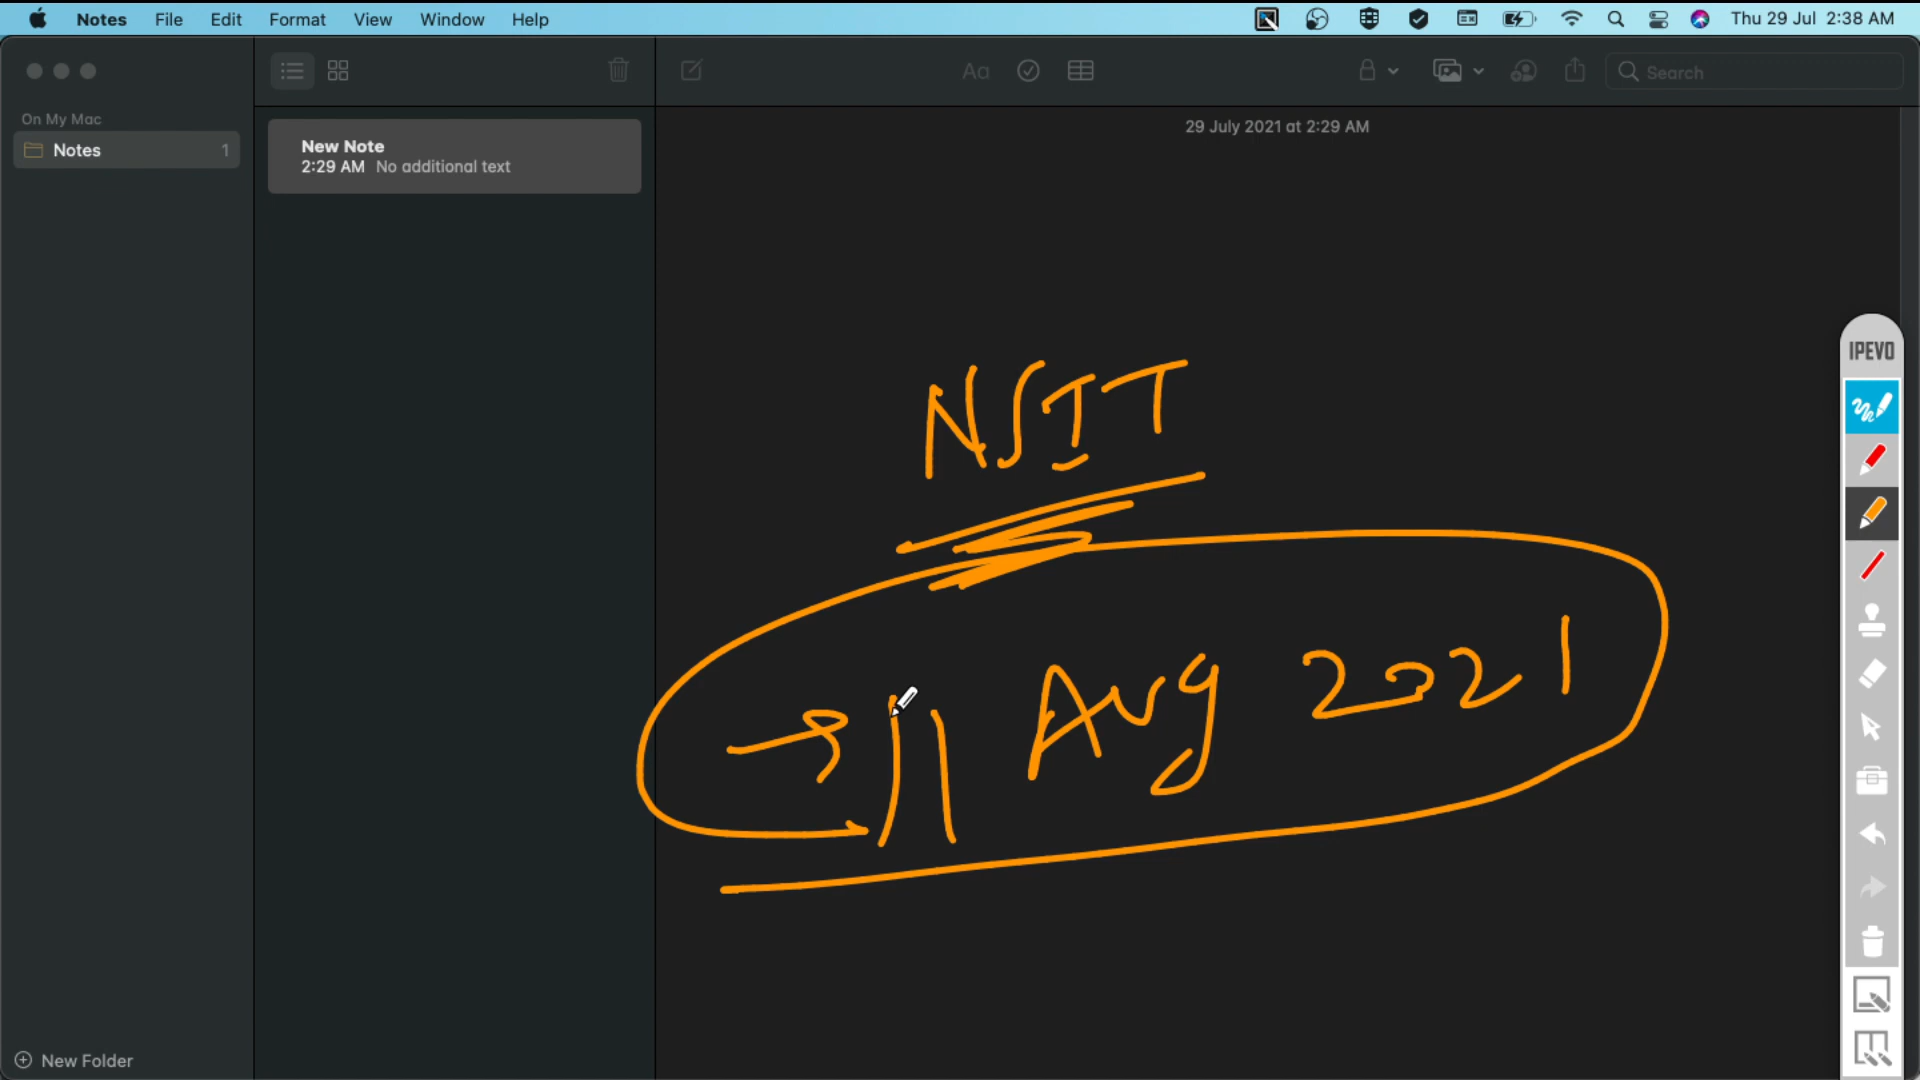 Notes File Edit Format View Window Help Thu 29 Jul 2:38 AM
Aa Search
On My Mac
Notes 1
New Note
2:29 AM No additional text
29 July 2021 at 2:29 AM
IPEVO
NSIT
11 Aug 2021
New Folder